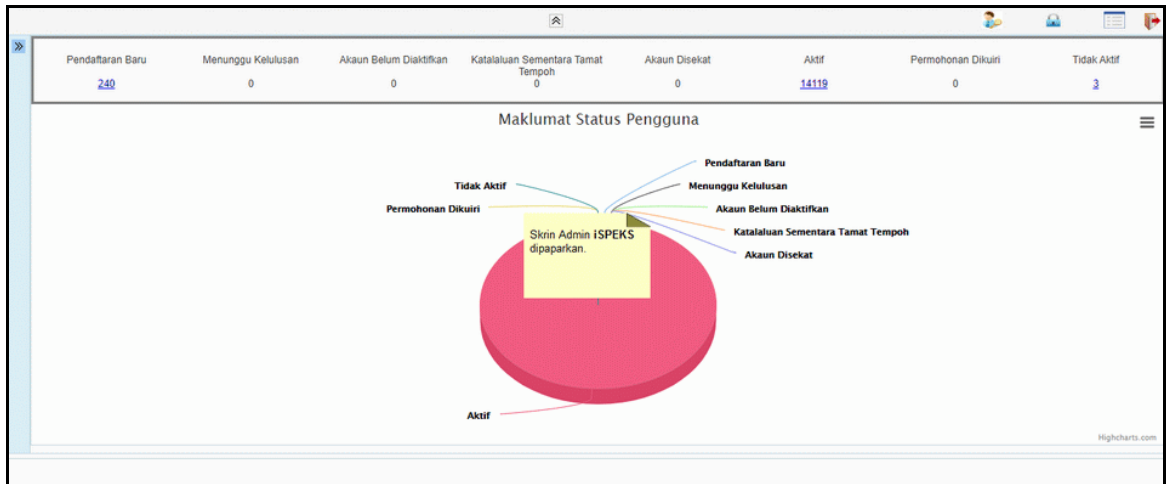 Pendaftaran Baru
Menunggu Kelulusan
Akaun Belum Diaktifkan
Katalaluan Sementara Tamat
Tempoh
Akaun Disekat
Aktif
Permohonan Dikuiri
Tidak Aktif
240
0
0
0
0
14119
0
3
Maklumat Status Pengguna
Pendaftaran Baru
Tidak Aktif
Menunggu Kelulusan
Permohonan Dikuiri
Akaun Belum Diaktifkan
Skrin Admin iSPEKS
dipaparkan.
Katalaluan Sementara Tamat Tempoh
Akaun Disekat
Aktif
Highcharts.com